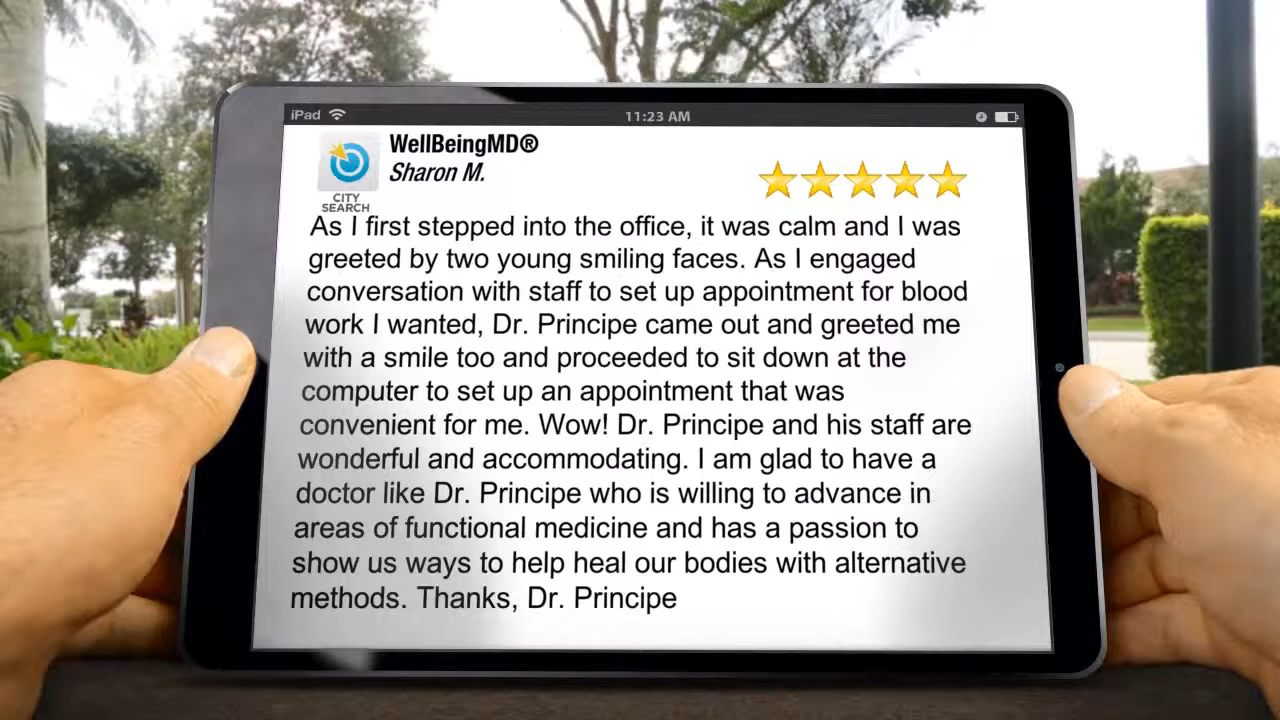 iPad 11:23 AM
WellBeingMD®
Sharon M.
CITY
SEARCH
As I first stepped into the office, it was calm and I was
greeted by two young smiling faces. As I engaged
conversation with staff to set up appointment for blood
work I wanted, Dr. Principe came out and greeted me
with a smile too and proceeded to sit down at the
computer to set up an appointment that was
convenient for me. Wow! Dr. Principe and his staff are
wonderful and accommodating. I am glad to have a
doctor like Dr. Principe who is willing to advance in
areas of functional medicine and has a passion to
show us ways to help heal our bodies with alternative
methods. Thanks, Dr. Principe